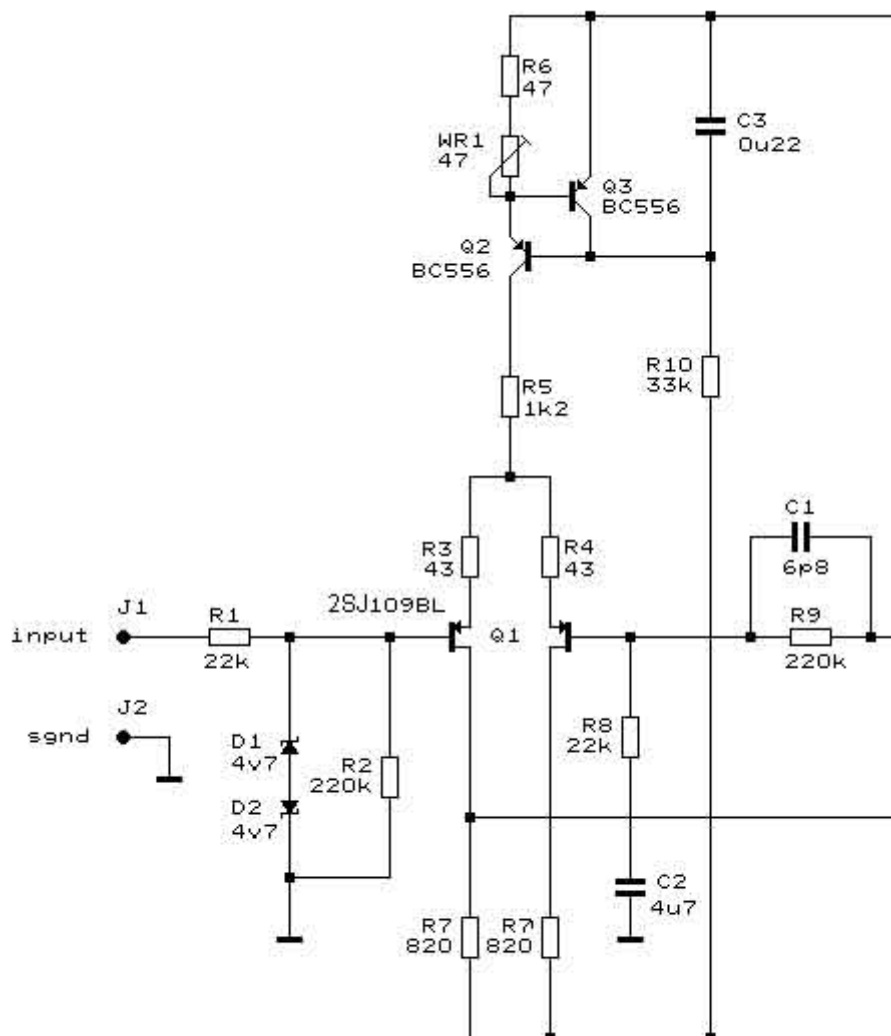 R6
47
C3
0u22
WR1
47
Q3
BC556
Q2
BC556
R10
33k
R5
1k2
C1
6p8
R3
43
R4
43
2SJ109BL
J1
R1
Q1
R9
input
22k
220k
J2
sgnd
R8
22k
D1
4v7
R2
220k
D2
4v7
C2
4u7
R7
820
R7
820